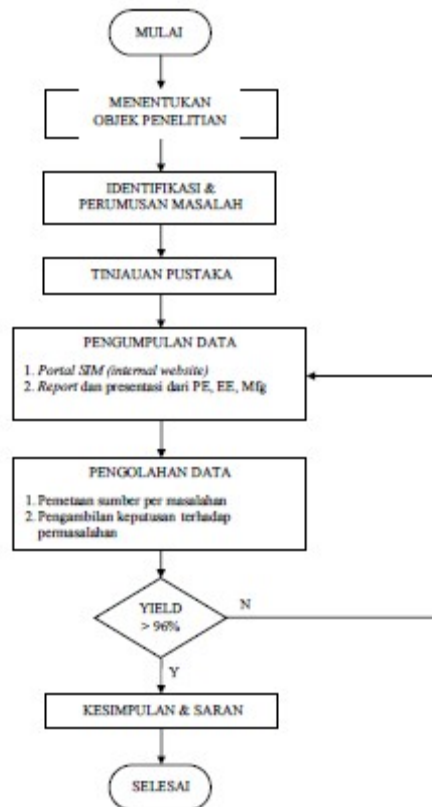 MULAI
MENENTUKAN
OBJEK PENELITIAN
IDENTIFIKASI &
PERUMUSAN MASALAH
TINJAUAN PUSTAKA
PENGUMPULAN DATA
1. Portal SIM (internal website)
2. Report dan presentasi dari PE, EE, Mfg
PENGOLAHAN DATA
1. Pemetaan sumber per masalahan
2. Pengambilan keputusan terhadap
permasalahan
YIELD
> 96%
N
Y
KESIMPULAN & SARAN
SELESAI